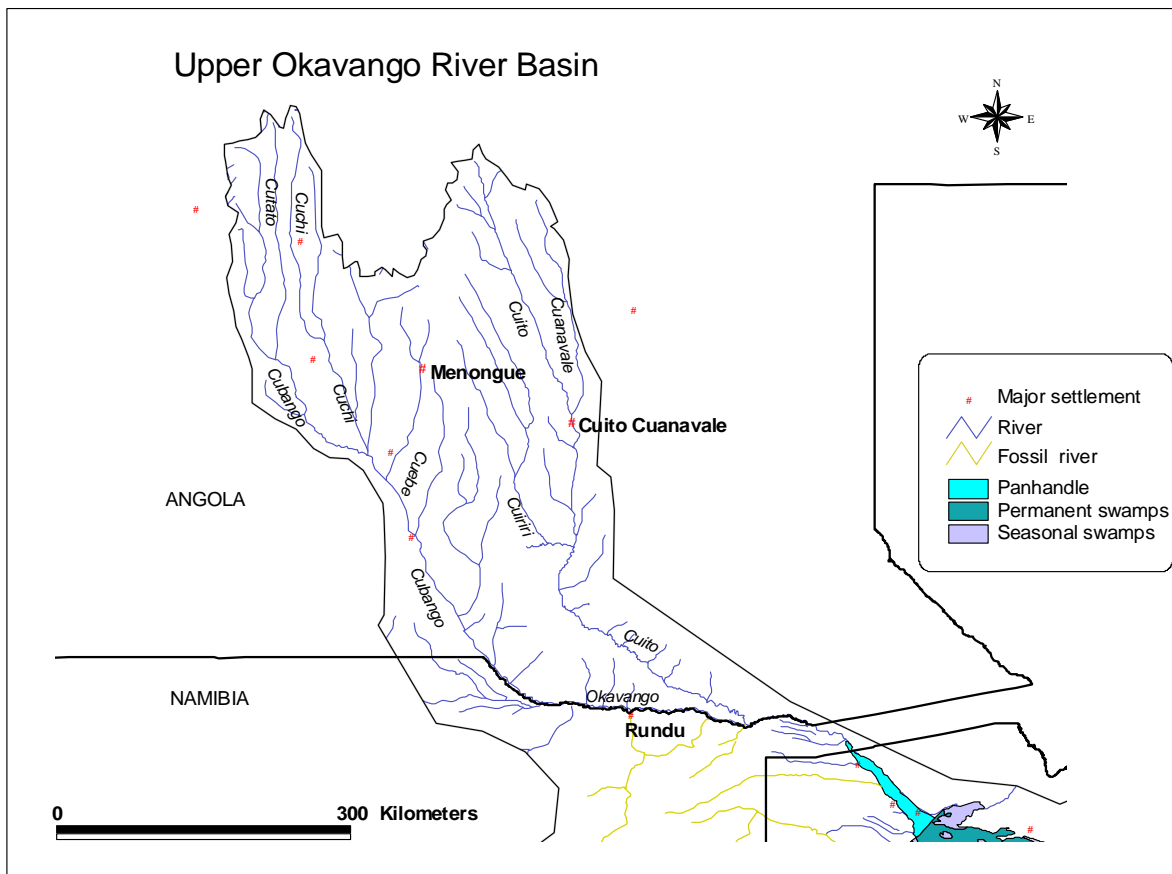 Upper Okavango River Basin
N
W
E
S
Cutato
Cuchi
Cuito
Cuanavale
Menongue
Cubango
Cuchi
Cuito Cuanavale
Cuebe
ANGOLA
Cuiriri
Cubango
Cuito
NAMIBIA
Okavango
Rundu
0 300 Kilometers
# Major settlement
River
Fossil river
Panhandle
Permanent swamps
Seasonal swamps